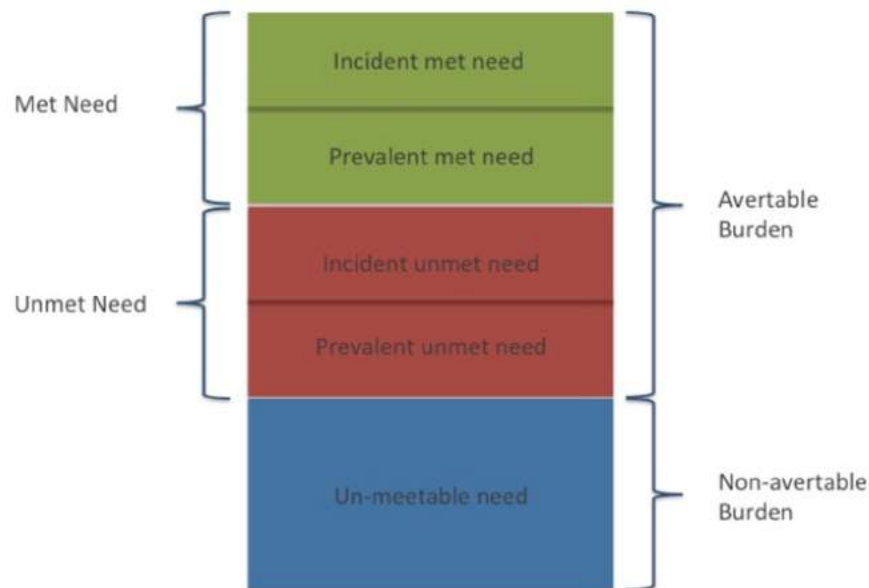 Incident met need
Met Need
Prevalent met need
Avertable
Burden
Incident unmet need
Unmet Need
Prevalent unmet need
Un-meetable need
Non-avertable
Burden